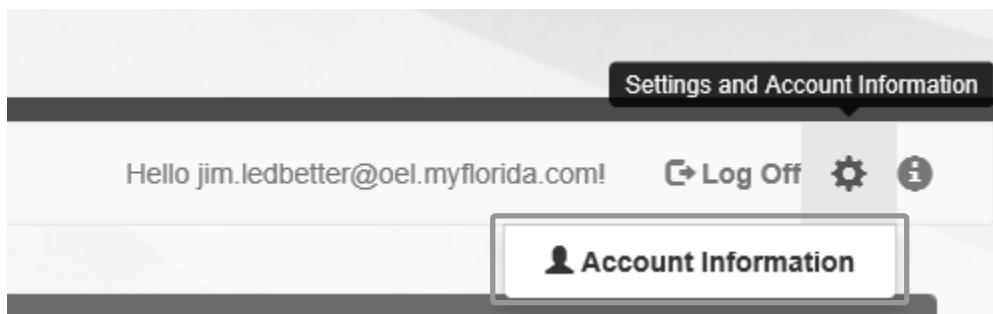 Settings and Account Information
Hello jim.ledbetter@oel.myflorida.com! Log Off
Account Information